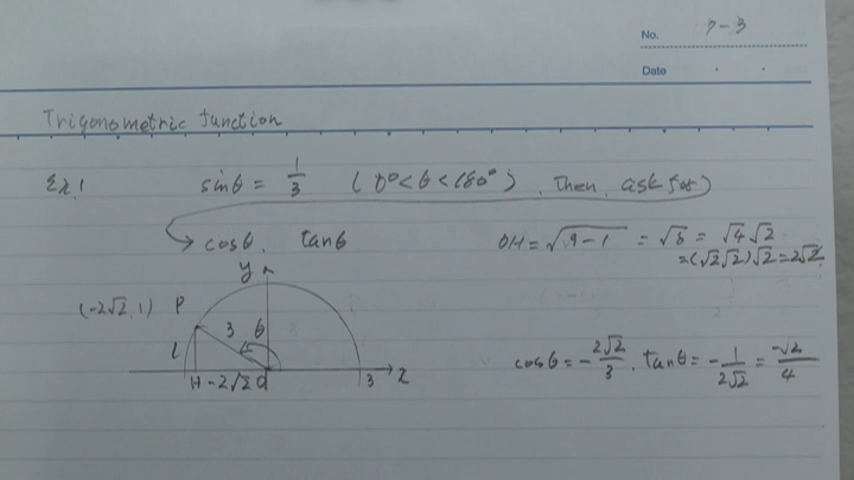 No. 7-3
Date . .
Trigonometric function
Ex.1 sinθ = 1/3 (0°<θ<180°), Then, ask for
cosθ, tanθ
OH = √9-1 = √8 = √4√2
=(√2√2)√2=2√2
y
(-2√2,1) P
3 θ
1
H -2√2 O 3 x
cosθ = -2√2/3, tanθ = -1/2√2 = -√2/4